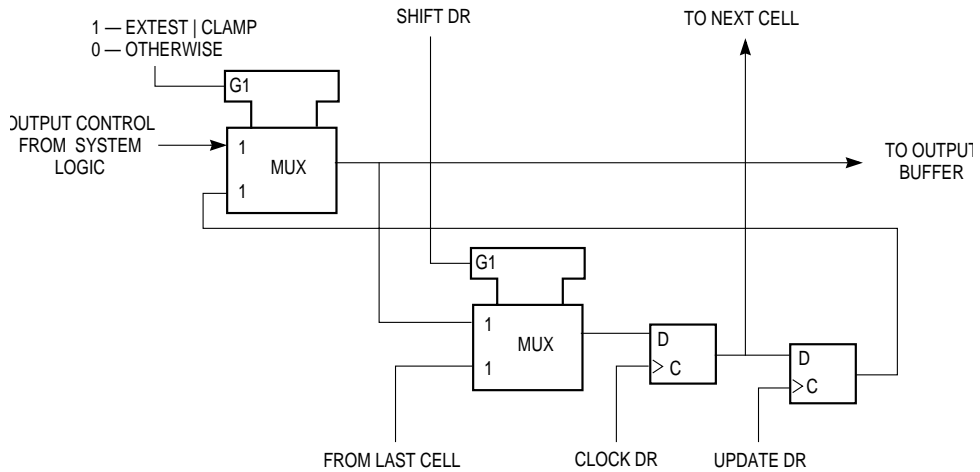 SHIFT DR
TO NEXT CELL
1 — EXTEST | CLAMP
0 — OTHERWISE
G1
OUTPUT CONTROL
FROM SYSTEM
LOGIC
1
MUX
1
TO OUTPUT
BUFFER
G1
1
MUX
1
D
C
D
C
FROM LAST CELL
CLOCK DR
UPDATE DR